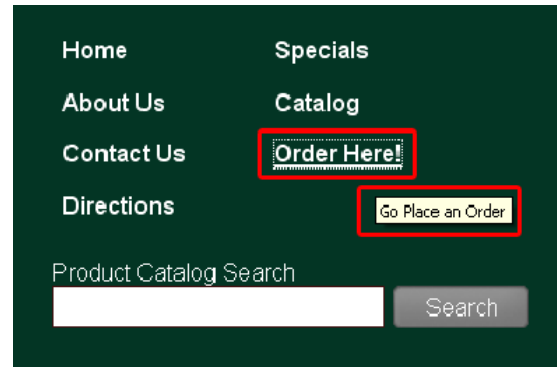 Home
Specials
About Us
Catalog
Contact Us
Order Here!
Directions
Go Place an Order
Product Catalog Search
Search